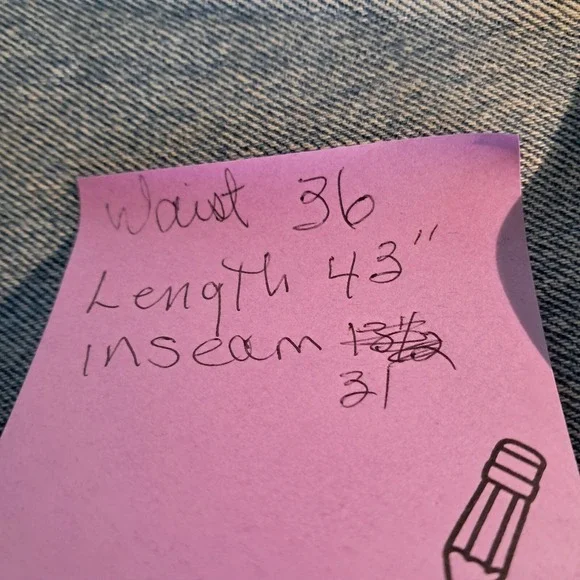 Waist 36
Length 43"
inseam
31